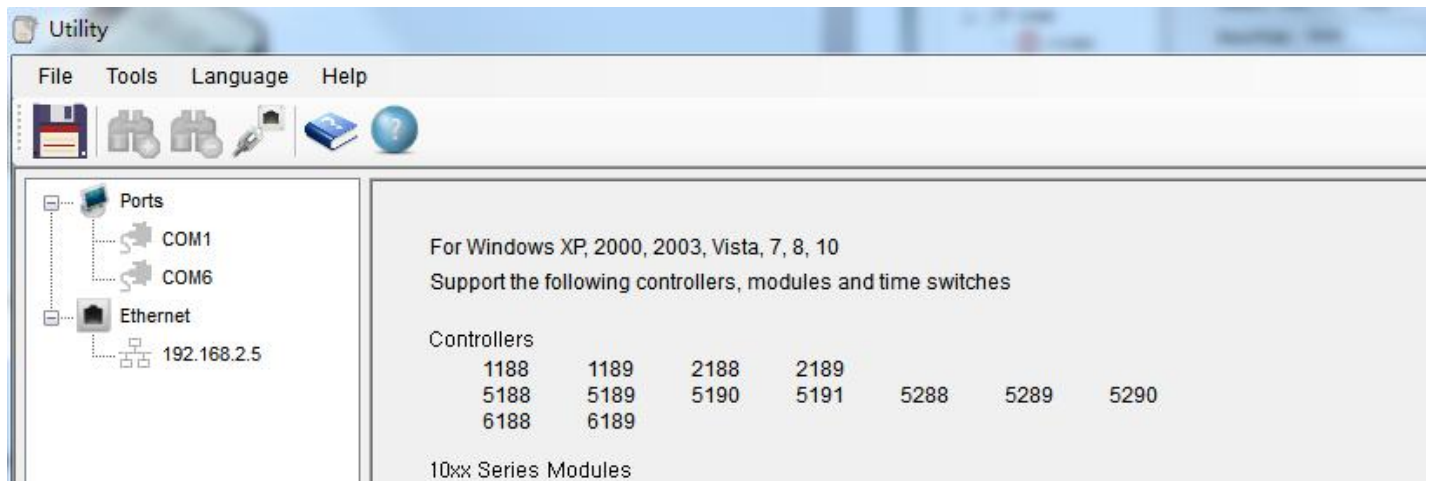 Utility
File Tools Language Help
Ports
COM1
COM6
Ethernet
192.168.2.5
For Windows XP, 2000, 2003, Vista, 7, 8, 10
Support the following controllers, modules and time switches
Controllers
1188 1189 2188 2189
5188 5189 5190 5191 5288 5289 5290
6188 6189
10xx Series Modules